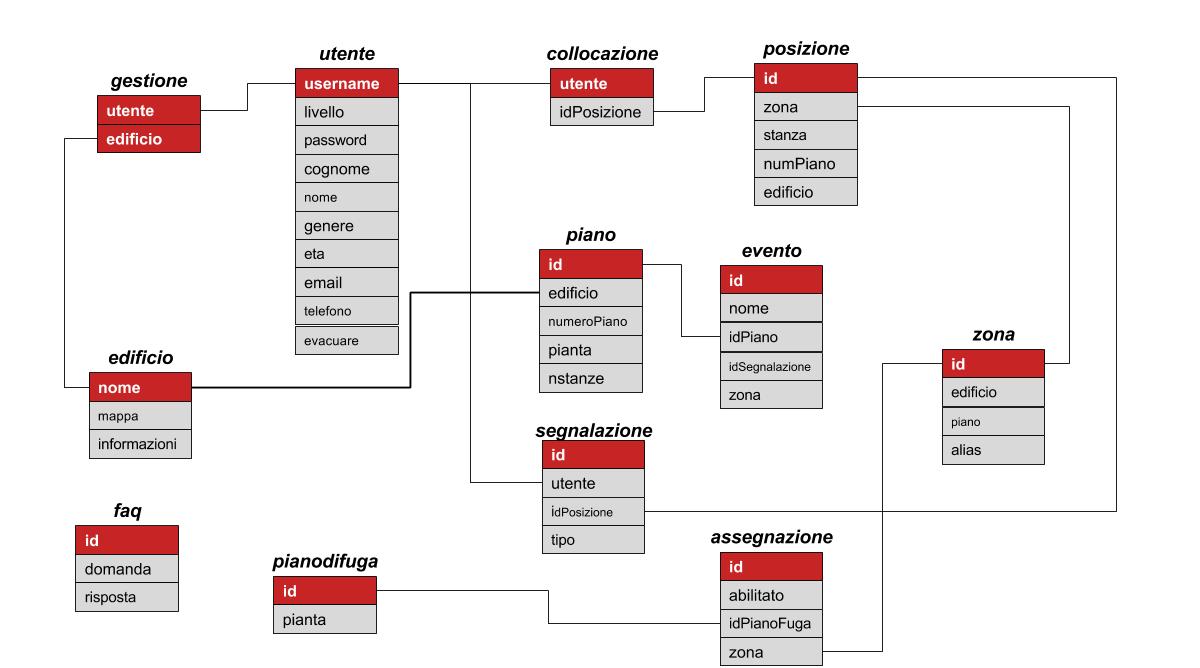 gestione
utente
edificio
utente
username
livello
password
cognome
nome
genere
eta
email
telefono
evacuare
collocazione
utente
idPosizione
posizione
id
zona
stanza
numPiano
edificio
piano
id
edificio
numeroPiano
pianta
nstanze
evento
id
nome
idPiano
idSegnalazione
zona
zona
id
edificio
piano
alias
edificio
nome
mappa
informazioni
segnalazione
id
utente
idPosizione
tipo
faq
id
domanda
risposta
pianodifuga
id
pianta
assegnazione
id
abilitato
idPianoFuga
zona